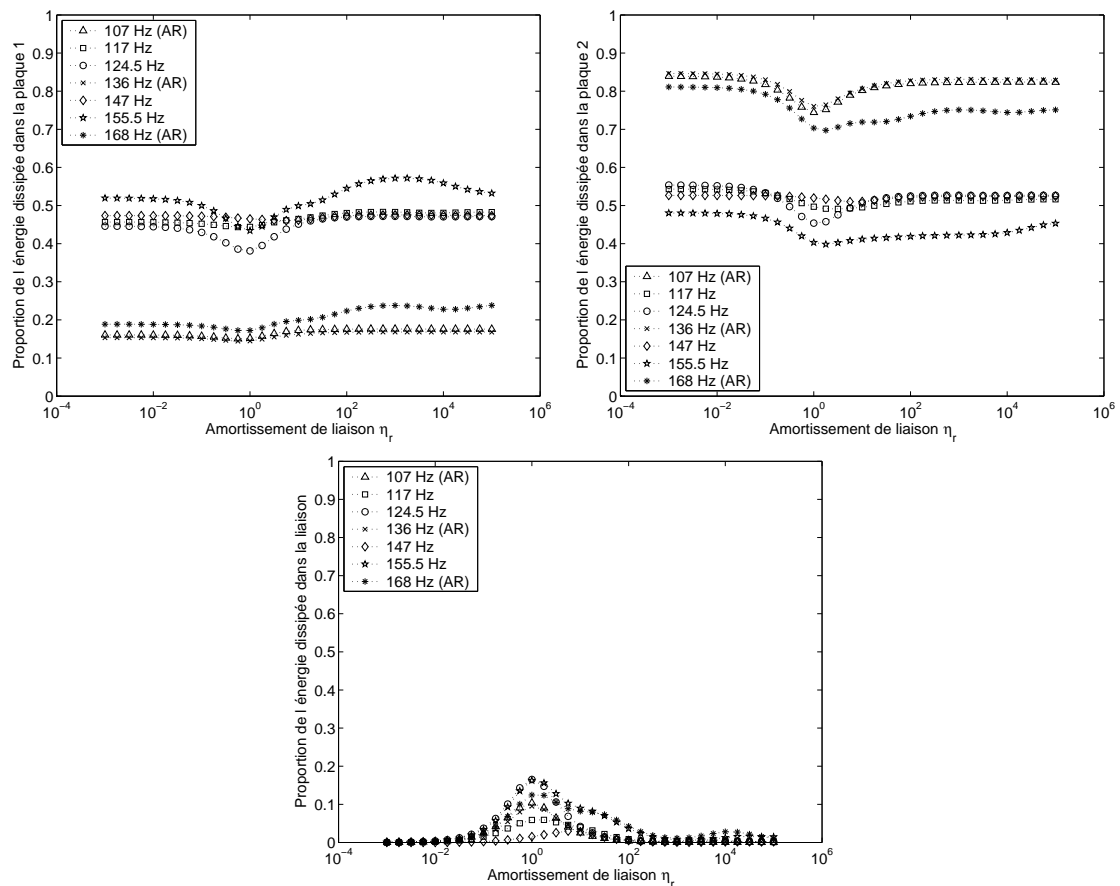 1
0.9
0.8
0.7
0.6
0.5
0.4
0.3
0.2
0.1
0
10^-4 10^-2 10^0 10^2 10^4 10^6
Amortissement de liaison η_r
Proportion de l énergie dissipée dans la plaque 1
107 Hz (AR)
117 Hz
124.5 Hz
136 Hz (AR)
147 Hz
155.5 Hz
168 Hz (AR)
1
0.9
0.8
0.7
0.6
0.5
0.4
0.3
0.2
0.1
0
10^-4 10^-2 10^0 10^2 10^4 10^6
Amortissement de liaison η_r
Proportion de l énergie dissipée dans la plaque 2
107 Hz (AR)
117 Hz
124.5 Hz
136 Hz (AR)
147 Hz
155.5 Hz
168 Hz (AR)
1
0.9
0.8
0.7
0.6
0.5
0.4
0.3
0.2
0.1
0
10^-4 10^-2 10^0 10^2 10^4 10^6
Amortissement de liaison η_r
Proportion de l énergie dissipée dans la liaison
107 Hz (AR)
117 Hz
124.5 Hz
136 Hz (AR)
147 Hz
155.5 Hz
168 Hz (AR)